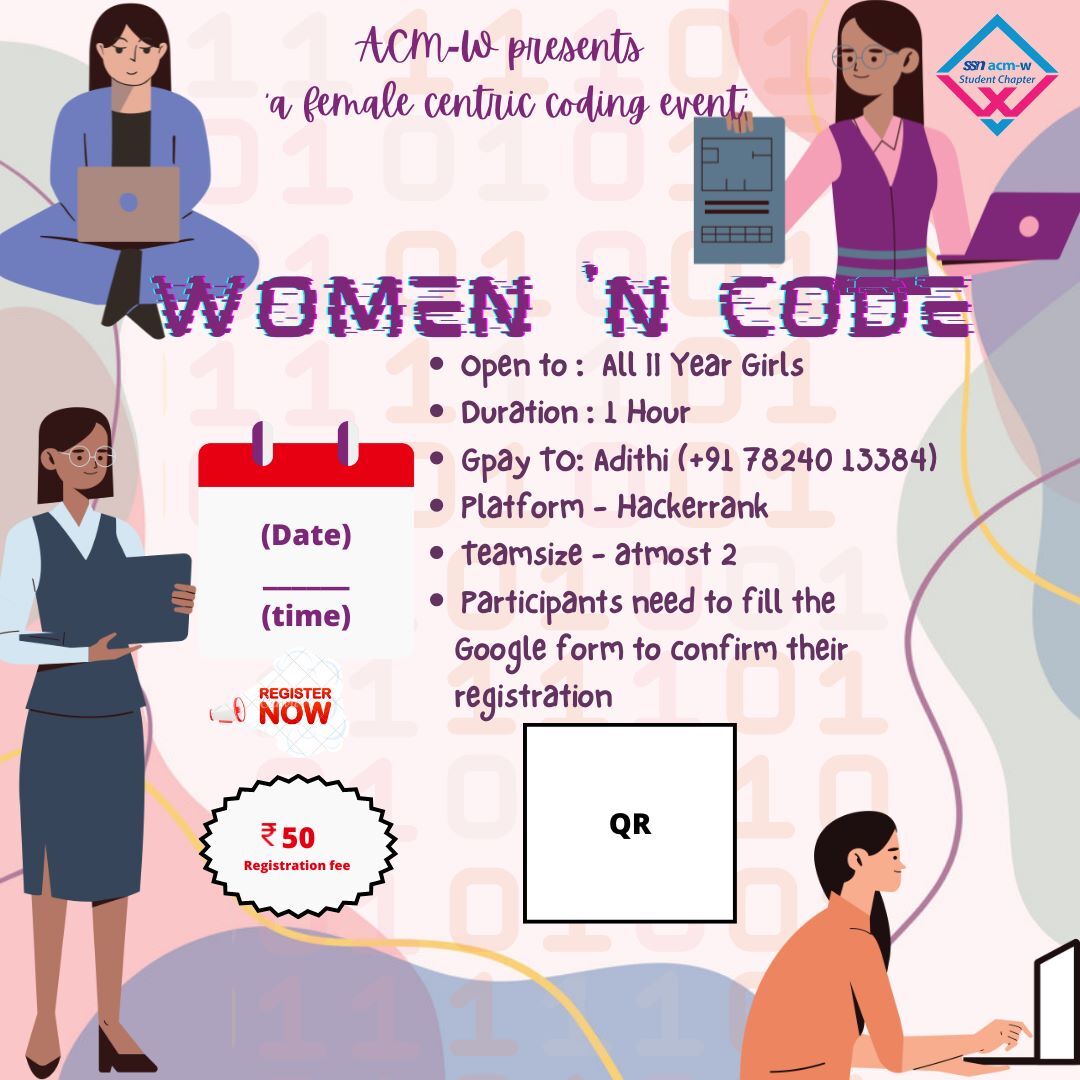 ACM-W presents
'a female centric coding event'
ssn acm-w
Student Chapter
WOMEN 'N CODE
• Open to : All II Year Girls
• Duration : 1 Hour
• Gpay TO: Adithi (+91 78240 13384)
• Platform - Hackerrank
• Teamsize - atmost 2
• Participants need to fill the
Google form to confirm their
registration
(Date)
(time)
REGISTER
NOW
₹50
Registration fee
QR